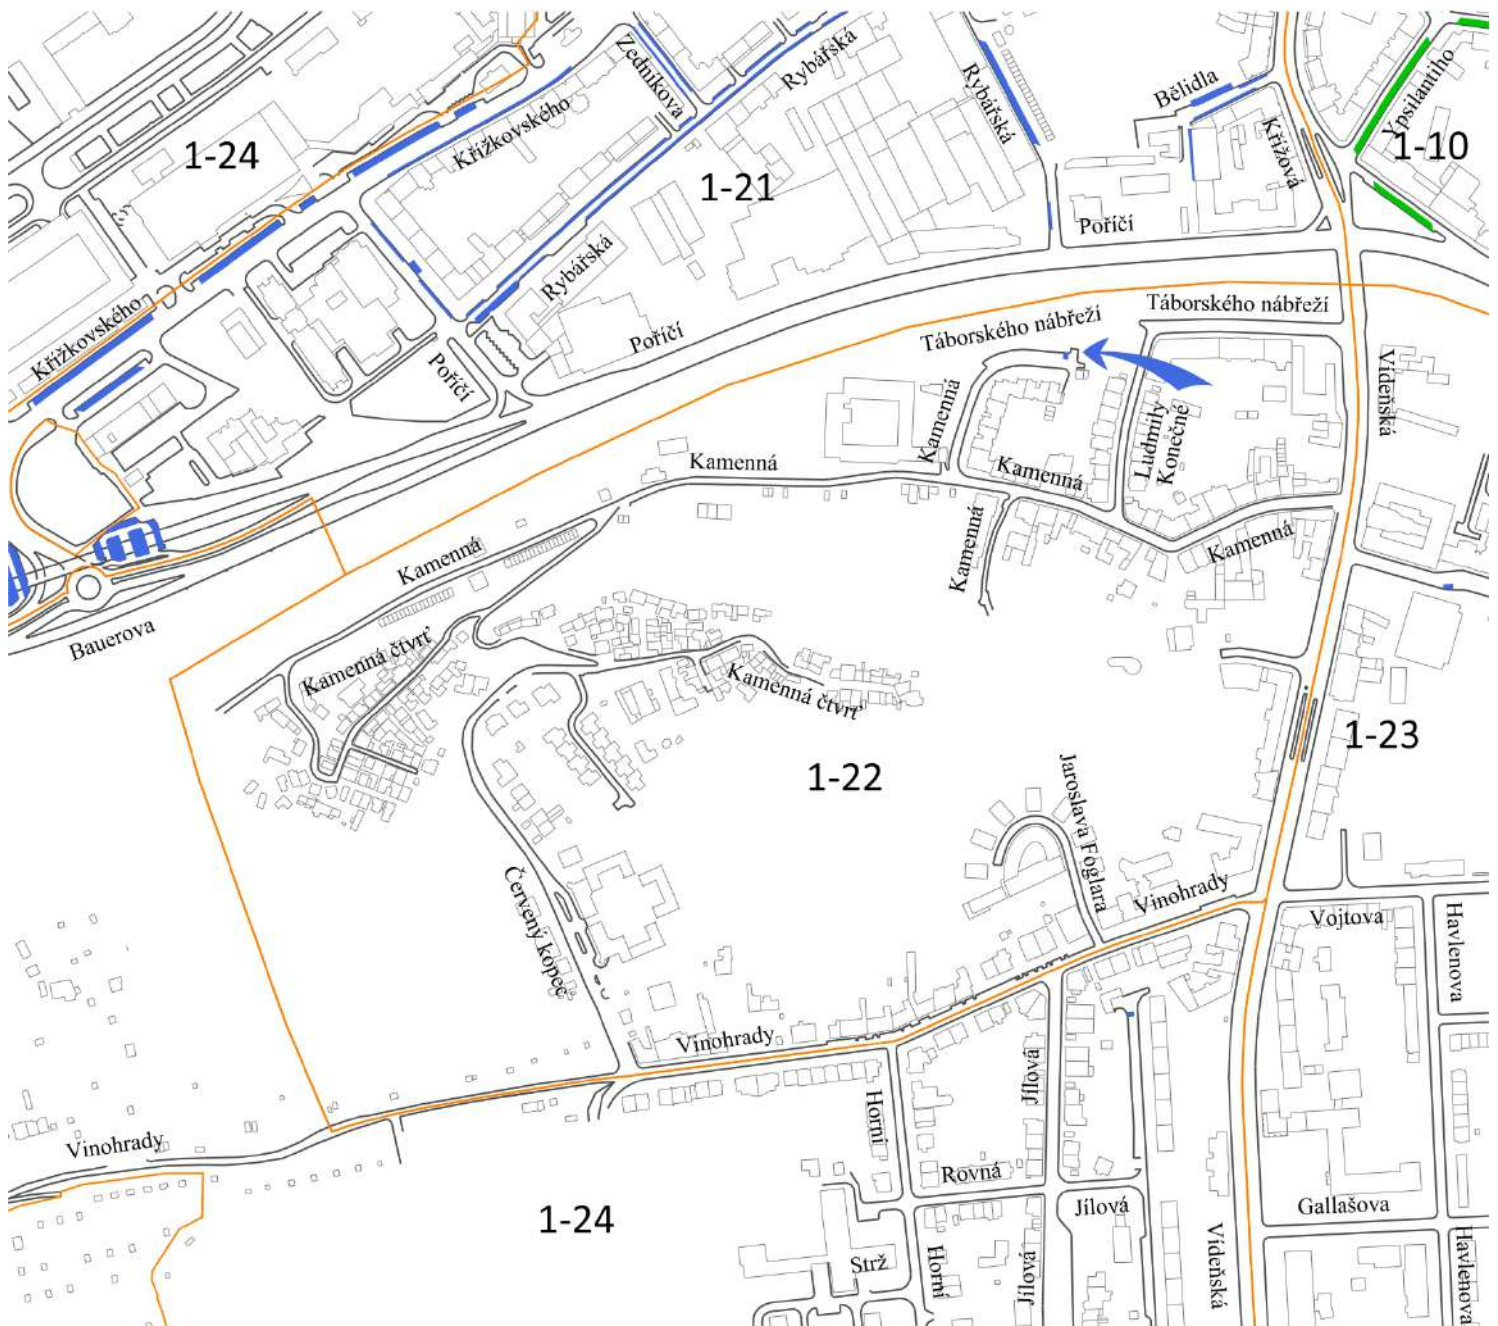 Zedníkova
Rybářská
Rybářská
Bělidla
Ypsilantiho
1-24
Křížkovského
1-21
Křížová
1-10
Poříčí
Rybářská
Křížkovského
Poříčí
Poříčí
Táborského nábřeží
Táborského nábřeží
Vídeňská
Kamenná
Ludmily
Konečné
Kamenná
Kamenná
Kamenná
Kamenná
Kamenná
Bauerova
Kamenná čtvrť
Kamenná čtvrť
1-22
1-23
Jaroslava Foglara
Červený kopec
Vinohrady
Vojtova
Havlenova
Vinohrady
Jílová
Horní
Vinohrady
Rovná
Jílová
Gallašova
1-24
Vídeňská
Strž
Horní
Jílová
Havlenova